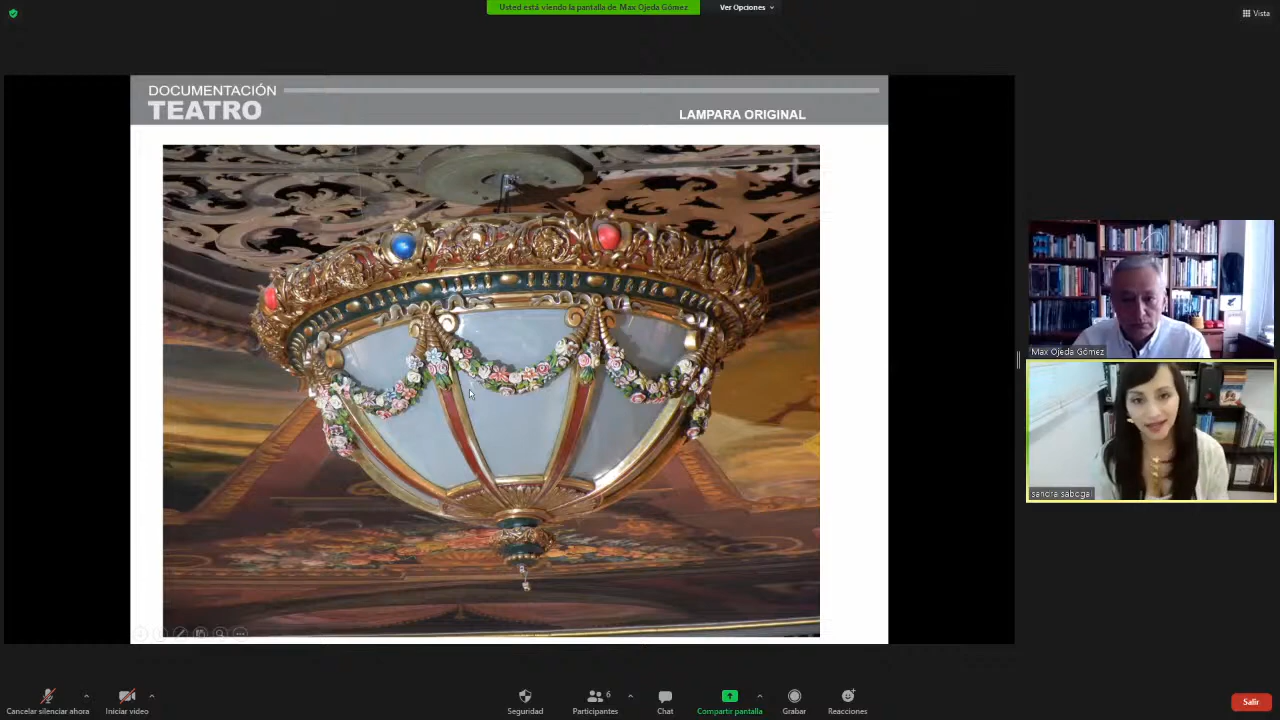 Usted está viendo la pantalla de Max Ojeda Gómez
Ver Opciones
Vista
DOCUMENTACIÓN
TEATRO
LAMPARA ORIGINAL
Max Ojeda Gómez
sandra sabogal
Cancelar silenciar ahora
Iniciar video
Seguridad
6
Participantes
Chat
Compartir pantalla
Grabar
Reacciones
Salir